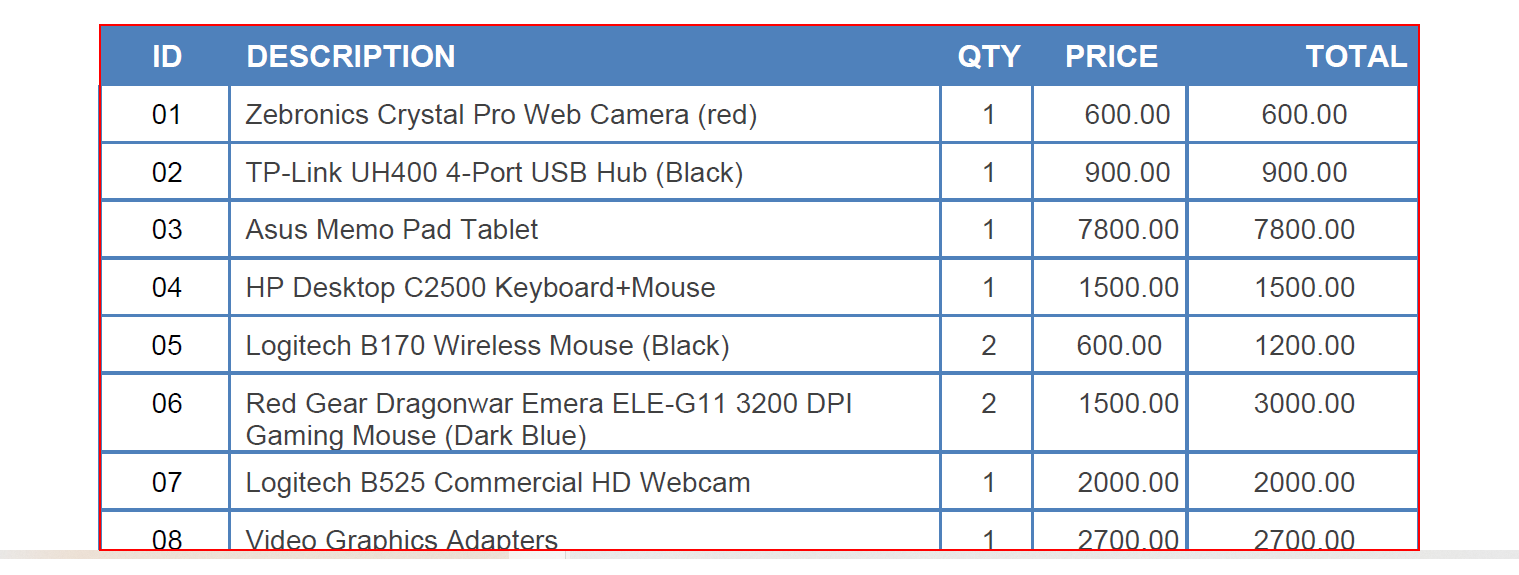 ID DESCRIPTION QTY PRICE TOTAL
01 Zebronics Crystal Pro Web Camera (red) 1 600.00 600.00
02 TP-Link UH400 4-Port USB Hub (Black) 1 900.00 900.00
03 Asus Memo Pad Tablet 1 7800.00 7800.00
04 HP Desktop C2500 Keyboard+Mouse 1 1500.00 1500.00
05 Logitech B170 Wireless Mouse (Black) 2 600.00 1200.00
06 Red Gear Dragonwar Emera ELE-G11 3200 DPI 2 1500.00 3000.00
Gaming Mouse (Dark Blue)
07 Logitech B525 Commercial HD Webcam 1 2000.00 2000.00
08 Video Graphics Adapters 1 2700.00 2700.00